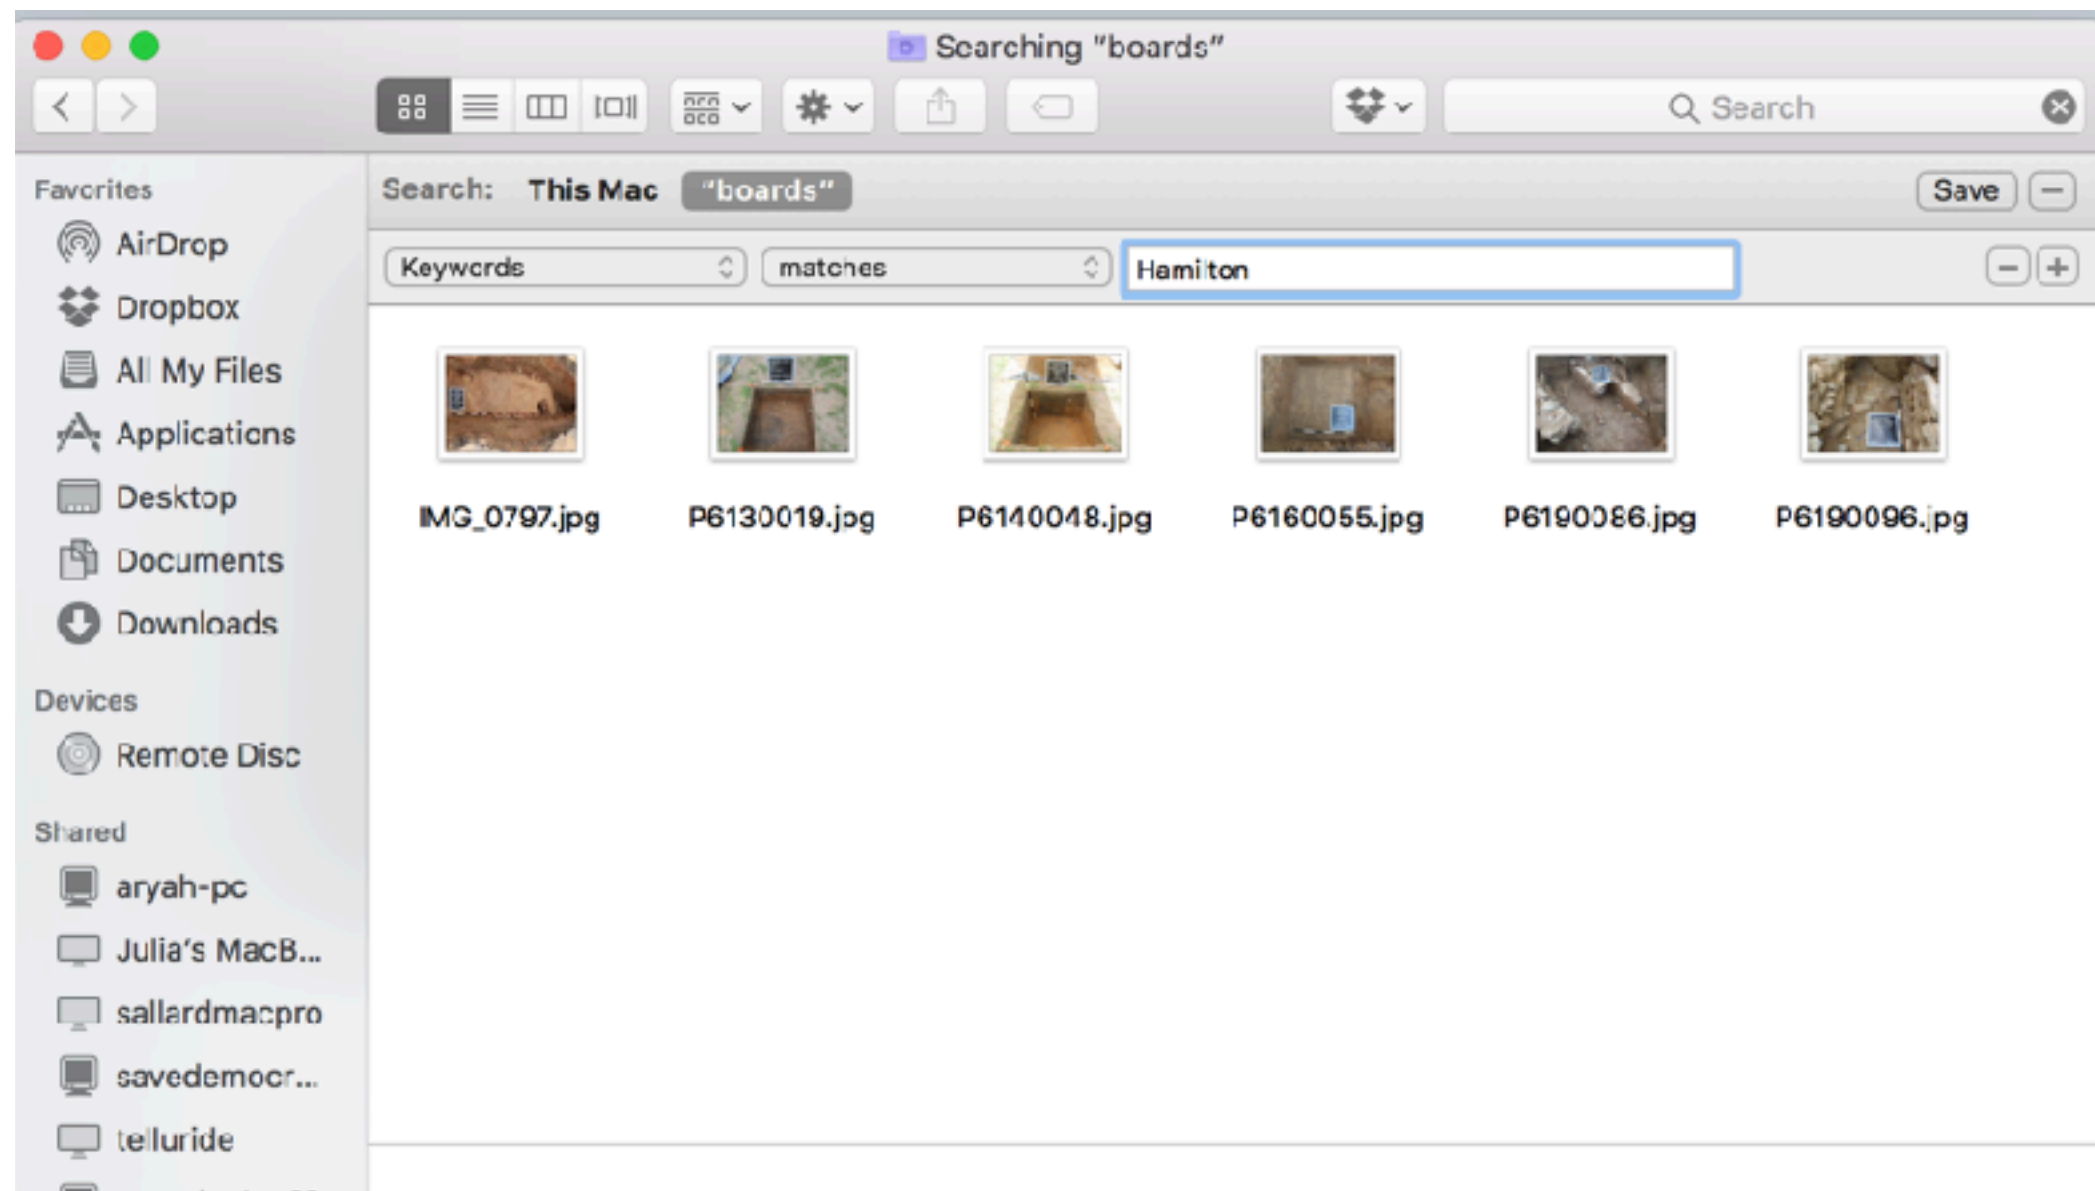 Searching "boards"
Search
Favorites
AirDrop
Dropbox
All My Files
Applications
Desktop
Documents
Downloads
Devices
Remote Disc
Shared
aryah-pc
Julia's MacB...
sallardmacpro
savedemocr...
telluride
Search: This Mac "boards" Save
Keywords matches Hamilton
IMG_0797.jpg P6130019.jpg P6140048.jpg P6160055.jpg P6190086.jpg P6190096.jpg